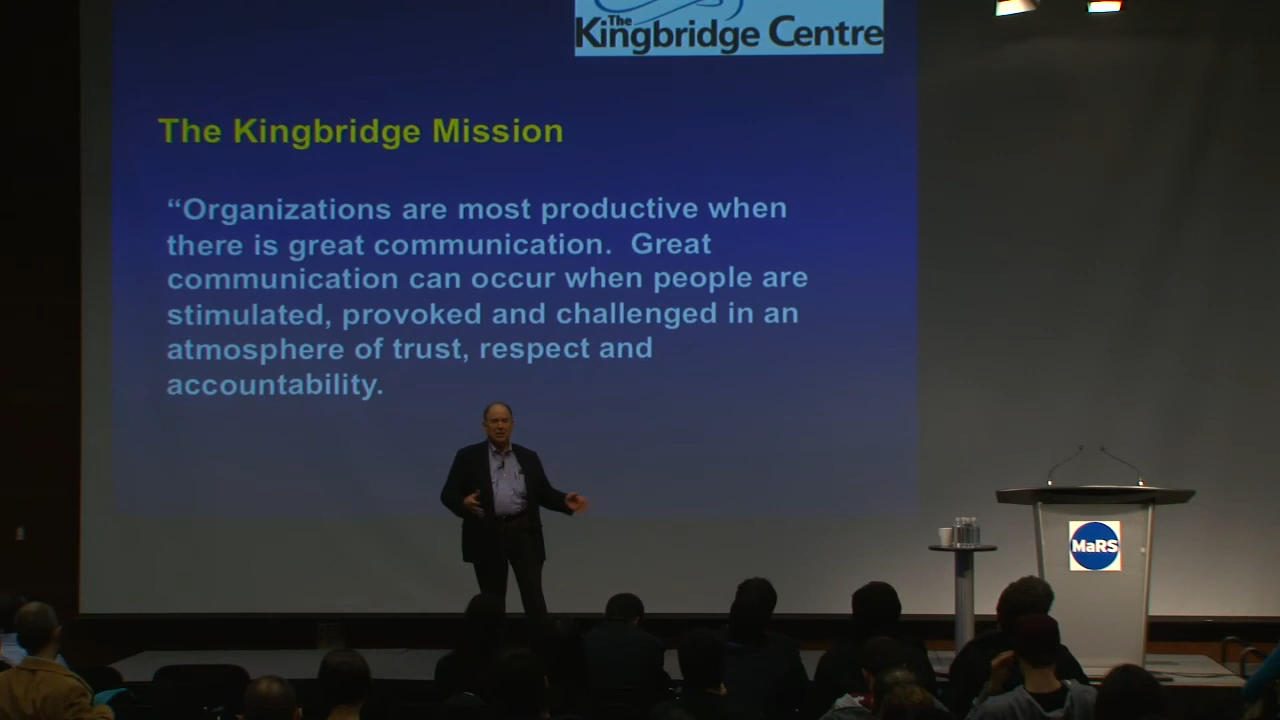 The
Kingbridge Centre
The Kingbridge Mission
“Organizations are most productive when
there is great communication.  Great
communication can occur when people are
stimulated, provoked and challenged in an
atmosphere of trust, respect and
accountability.
MaRS